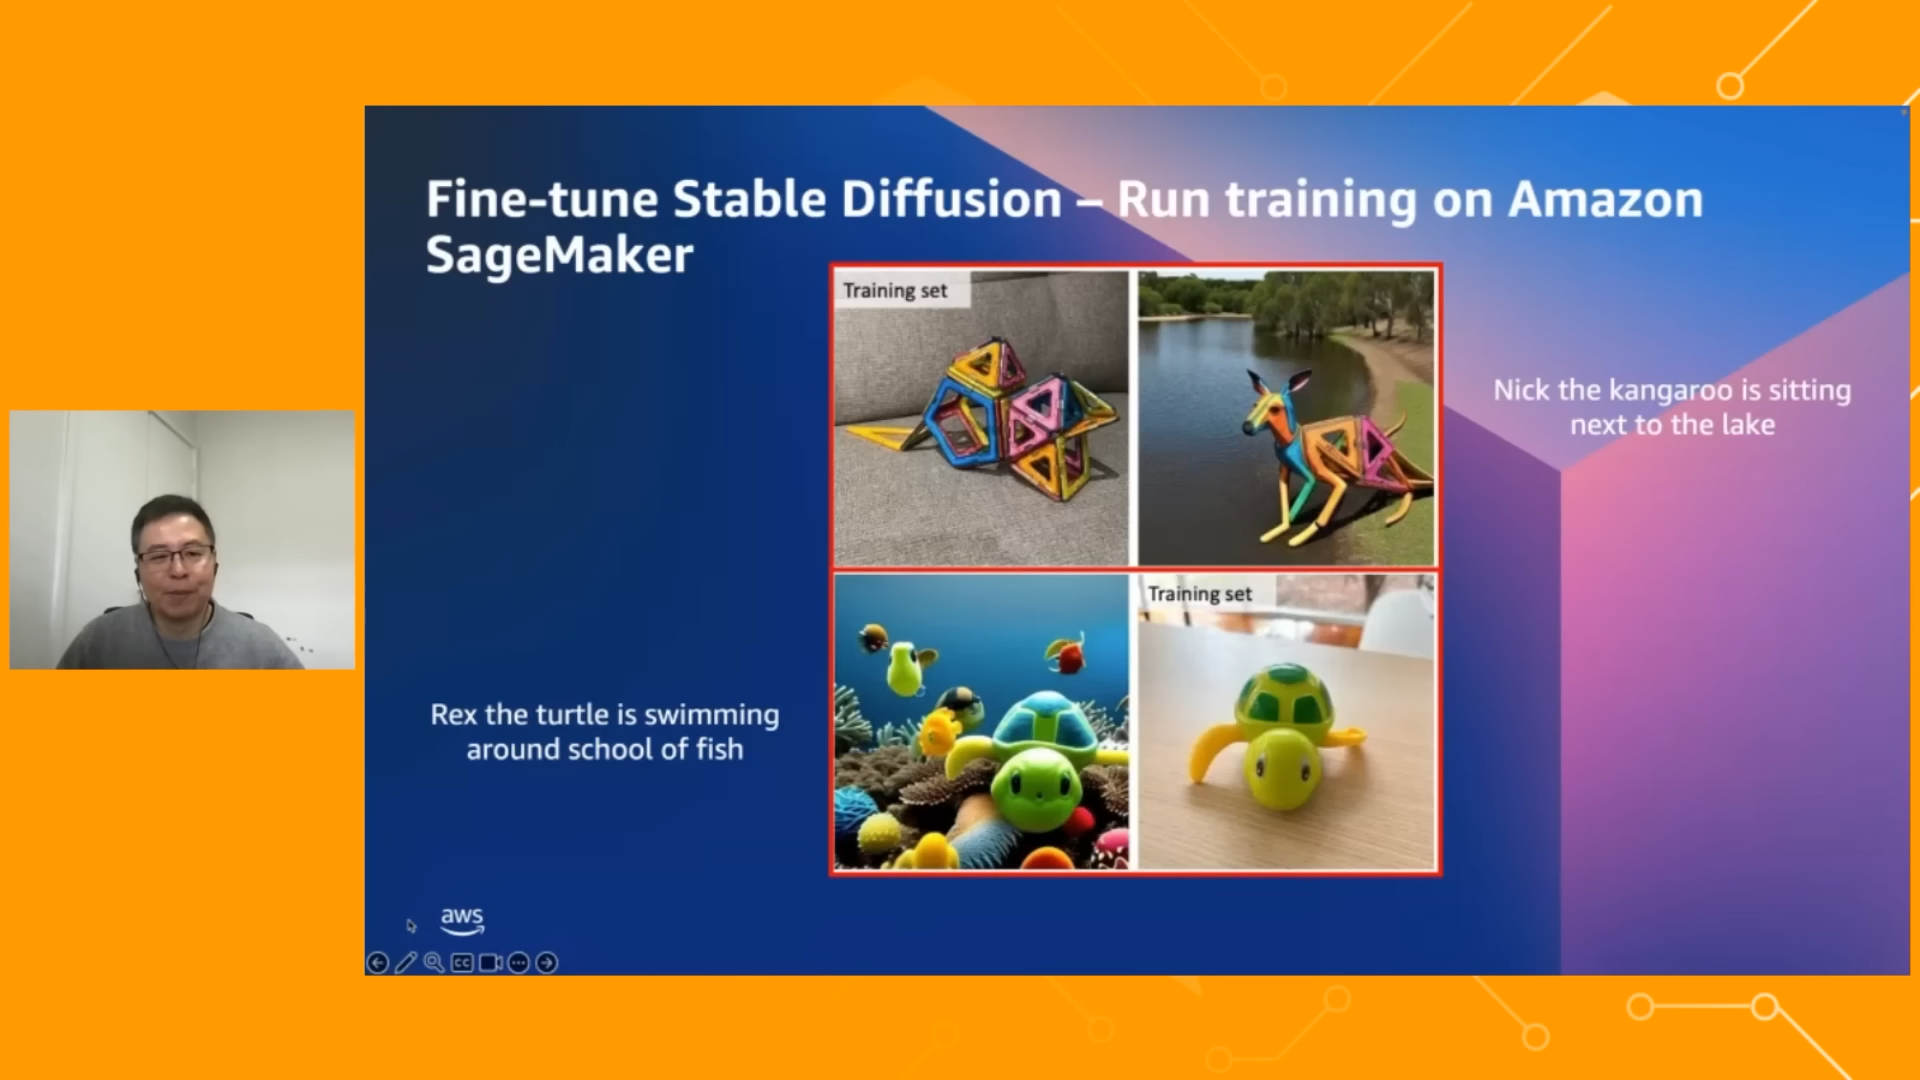 Fine-tune Stable Diffusion – Run training on Amazon
SageMaker
Training set
Nick the kangaroo is sitting
next to the lake
Training set
Rex the turtle is swimming
around school of fish
aws
CC